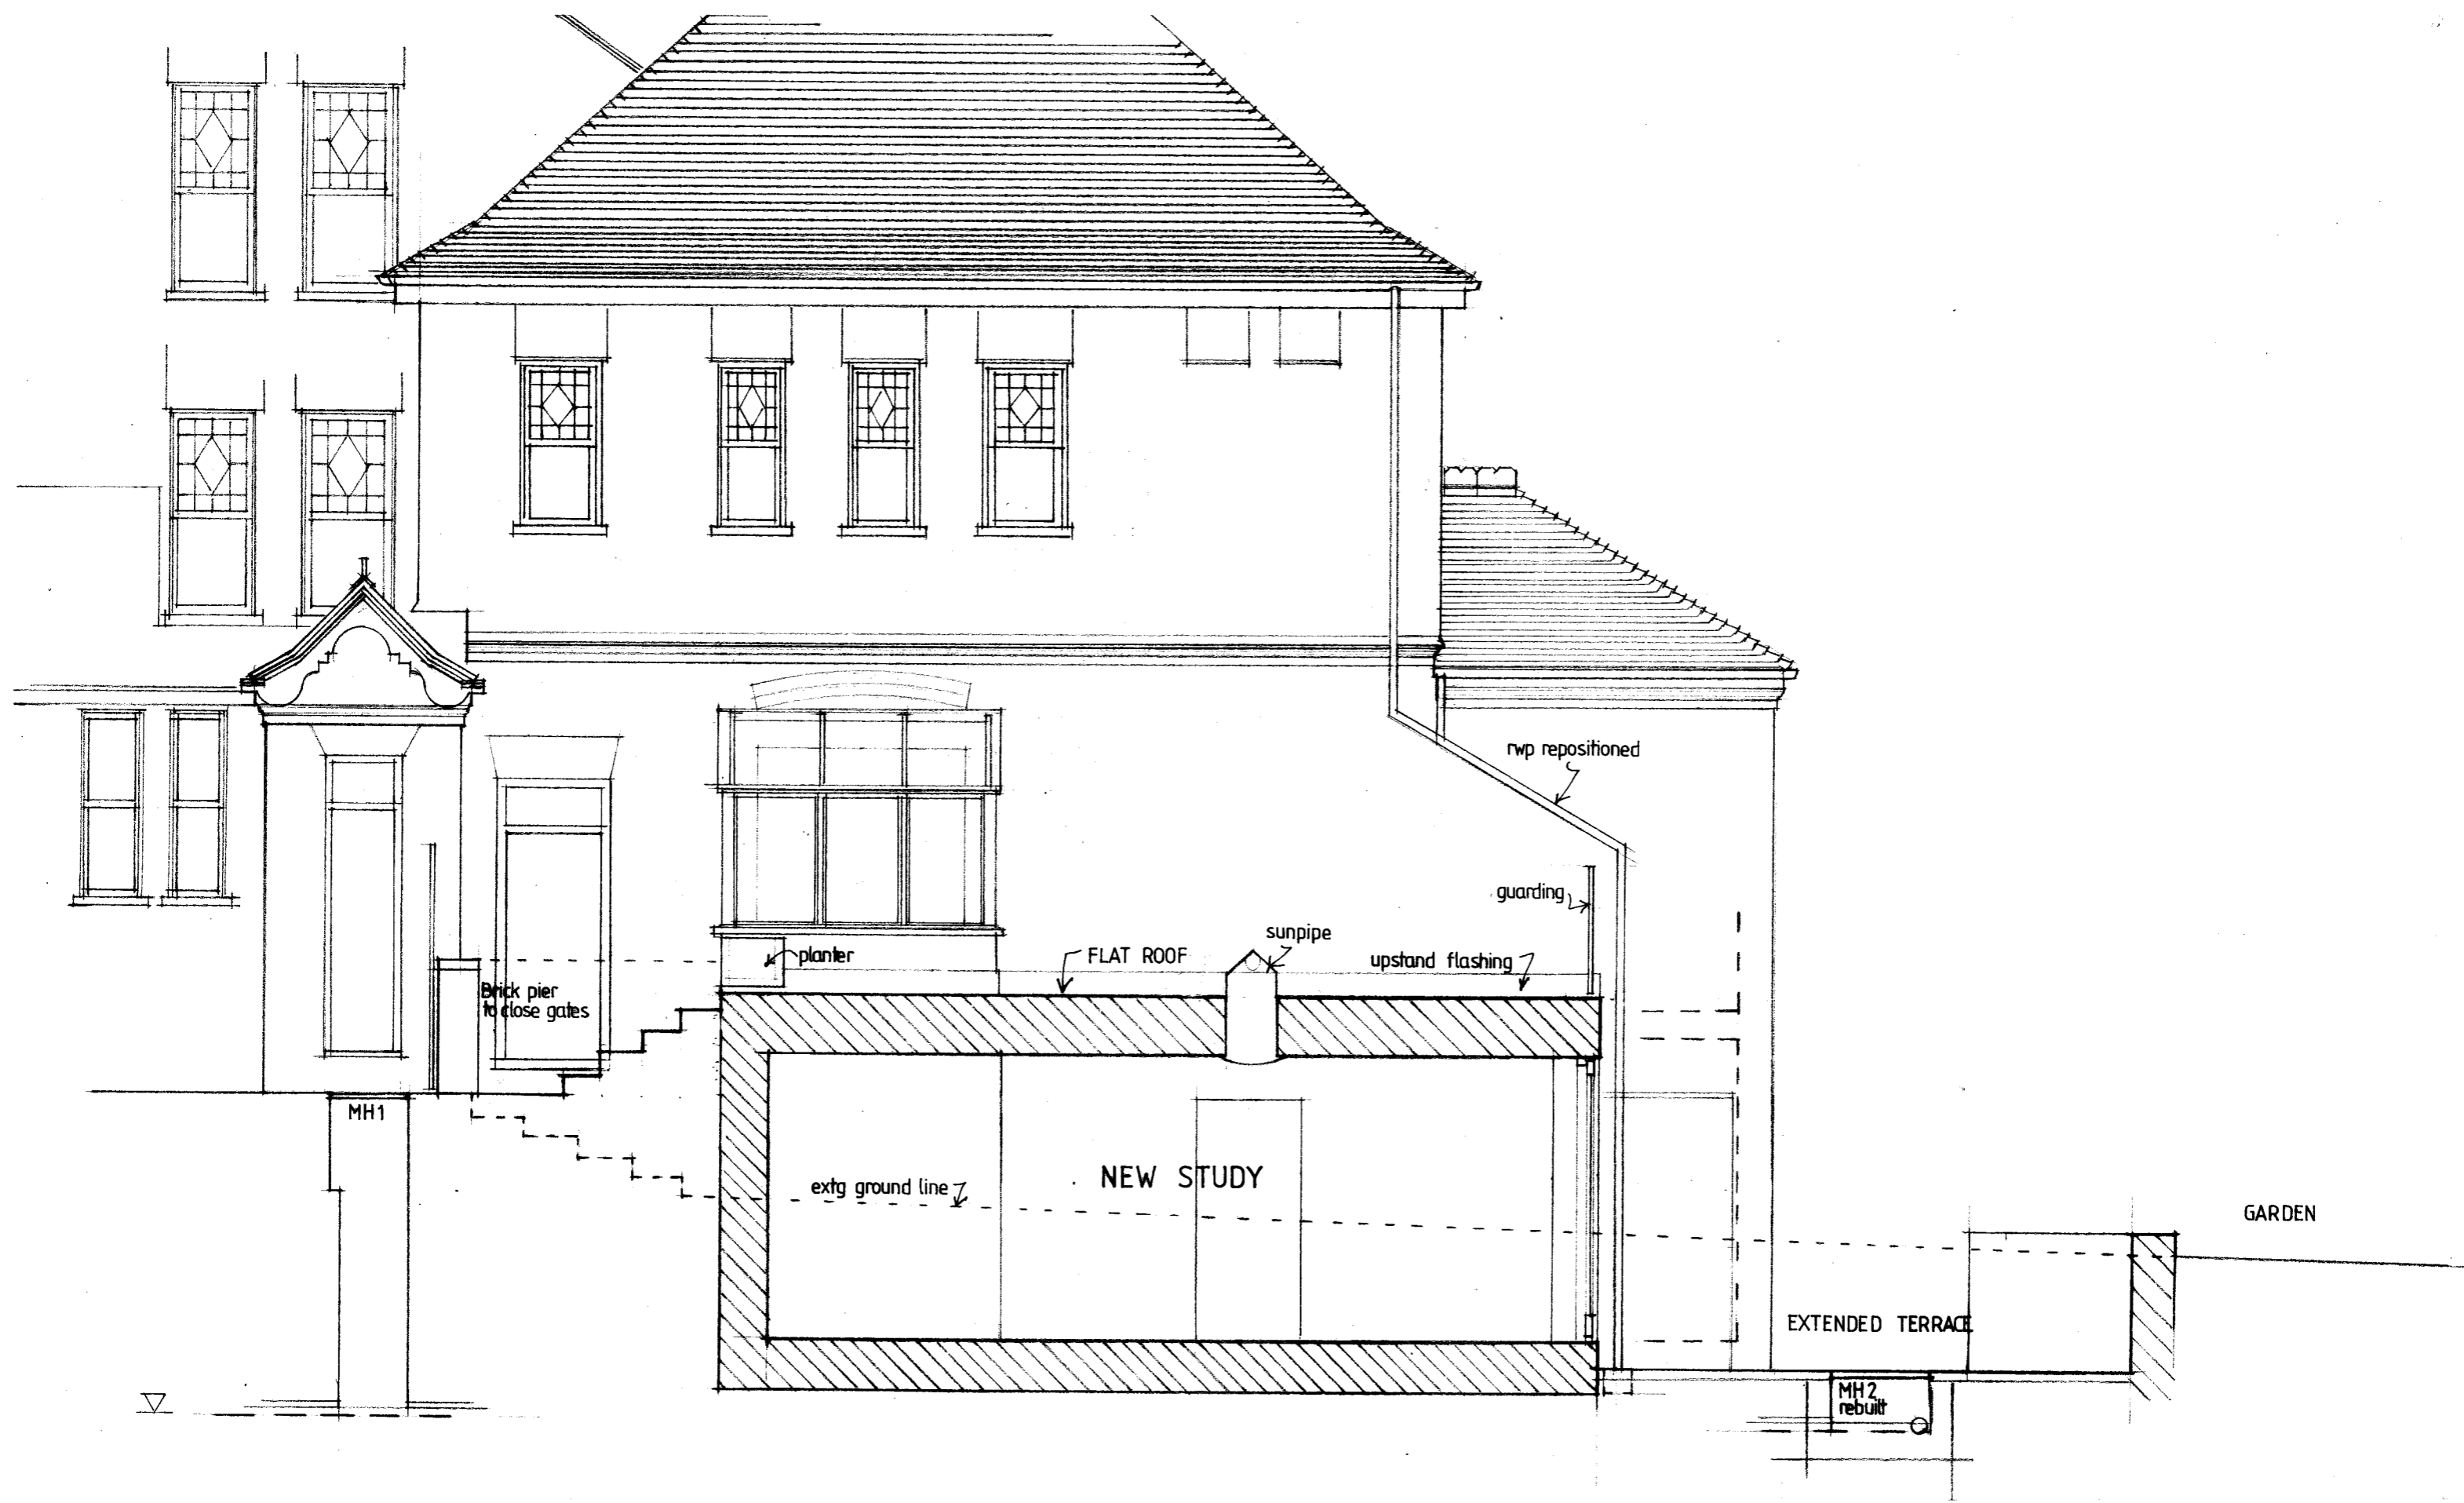 rwp repositioned
guarding
sunpipe
planter
FLAT ROOF
upstand flashing
Brick pier
to close gates
MH1
NEW STUDY
extg ground line
GARDEN
EXTENDED TERRACE
MH2
rebuilt